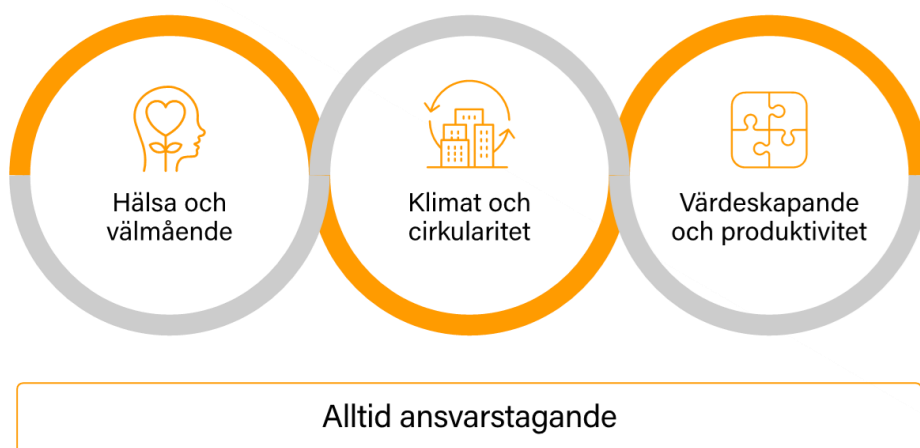 Hälsa och
välmående
Klimat och
cirkularitet
Värdeskapande
och produktivitet
Alltid ansvarstagande